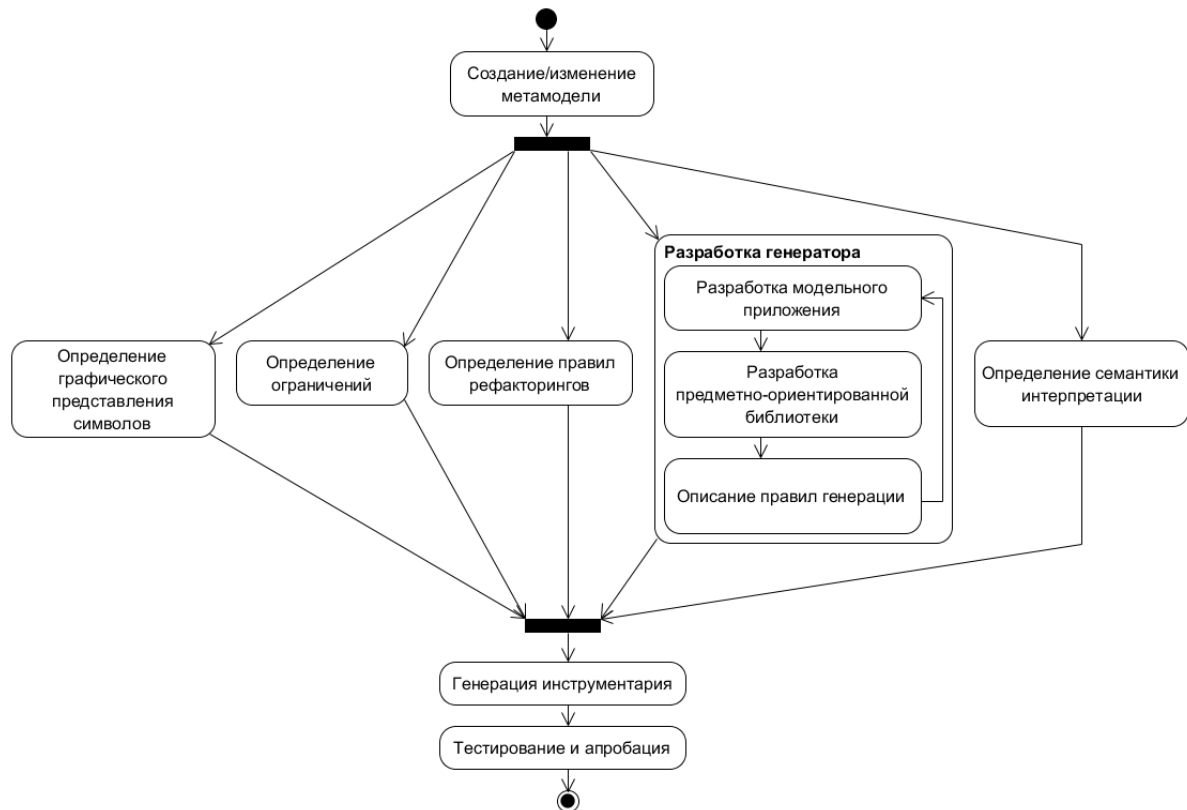 Создание/изменение
метамодели
Разработка генератора
Разработка модельного
приложения
Определение
графического
представления
символов
Определение
ограничений
Определение правил
рефакторингов
Разработка
предметно-ориентированной
библиотеки
Определение семантики
интерпретации
Описание правил генерации
Генерация инструментария
Тестирование и апробация